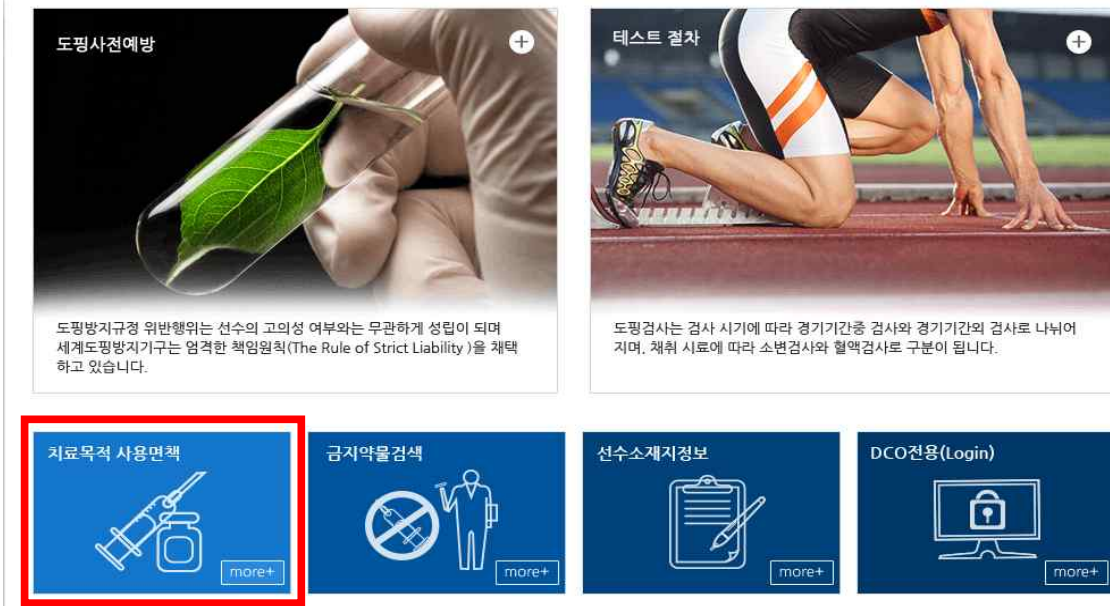 도핑사전예방
테스트 절차
도핑방지규정 위반행위는 선수의 고의성 여부와는 무관하게 성립이 되며
세계도핑방지기구는 엄격한 책임원칙(The Rule of Strict Liability )을 채택
하고 있습니다.
도핑검사는 검사 시기에 따라 경기기간중 검사와 경기기간외 검사로 나뉘어
지며, 채취 시료에 따라 소변검사와 혈액검사로 구분이 됩니다.
치료목적 사용면책
more+
금지약물검색
more+
선수소재지정보
more+
DCO전용(Login)
more+